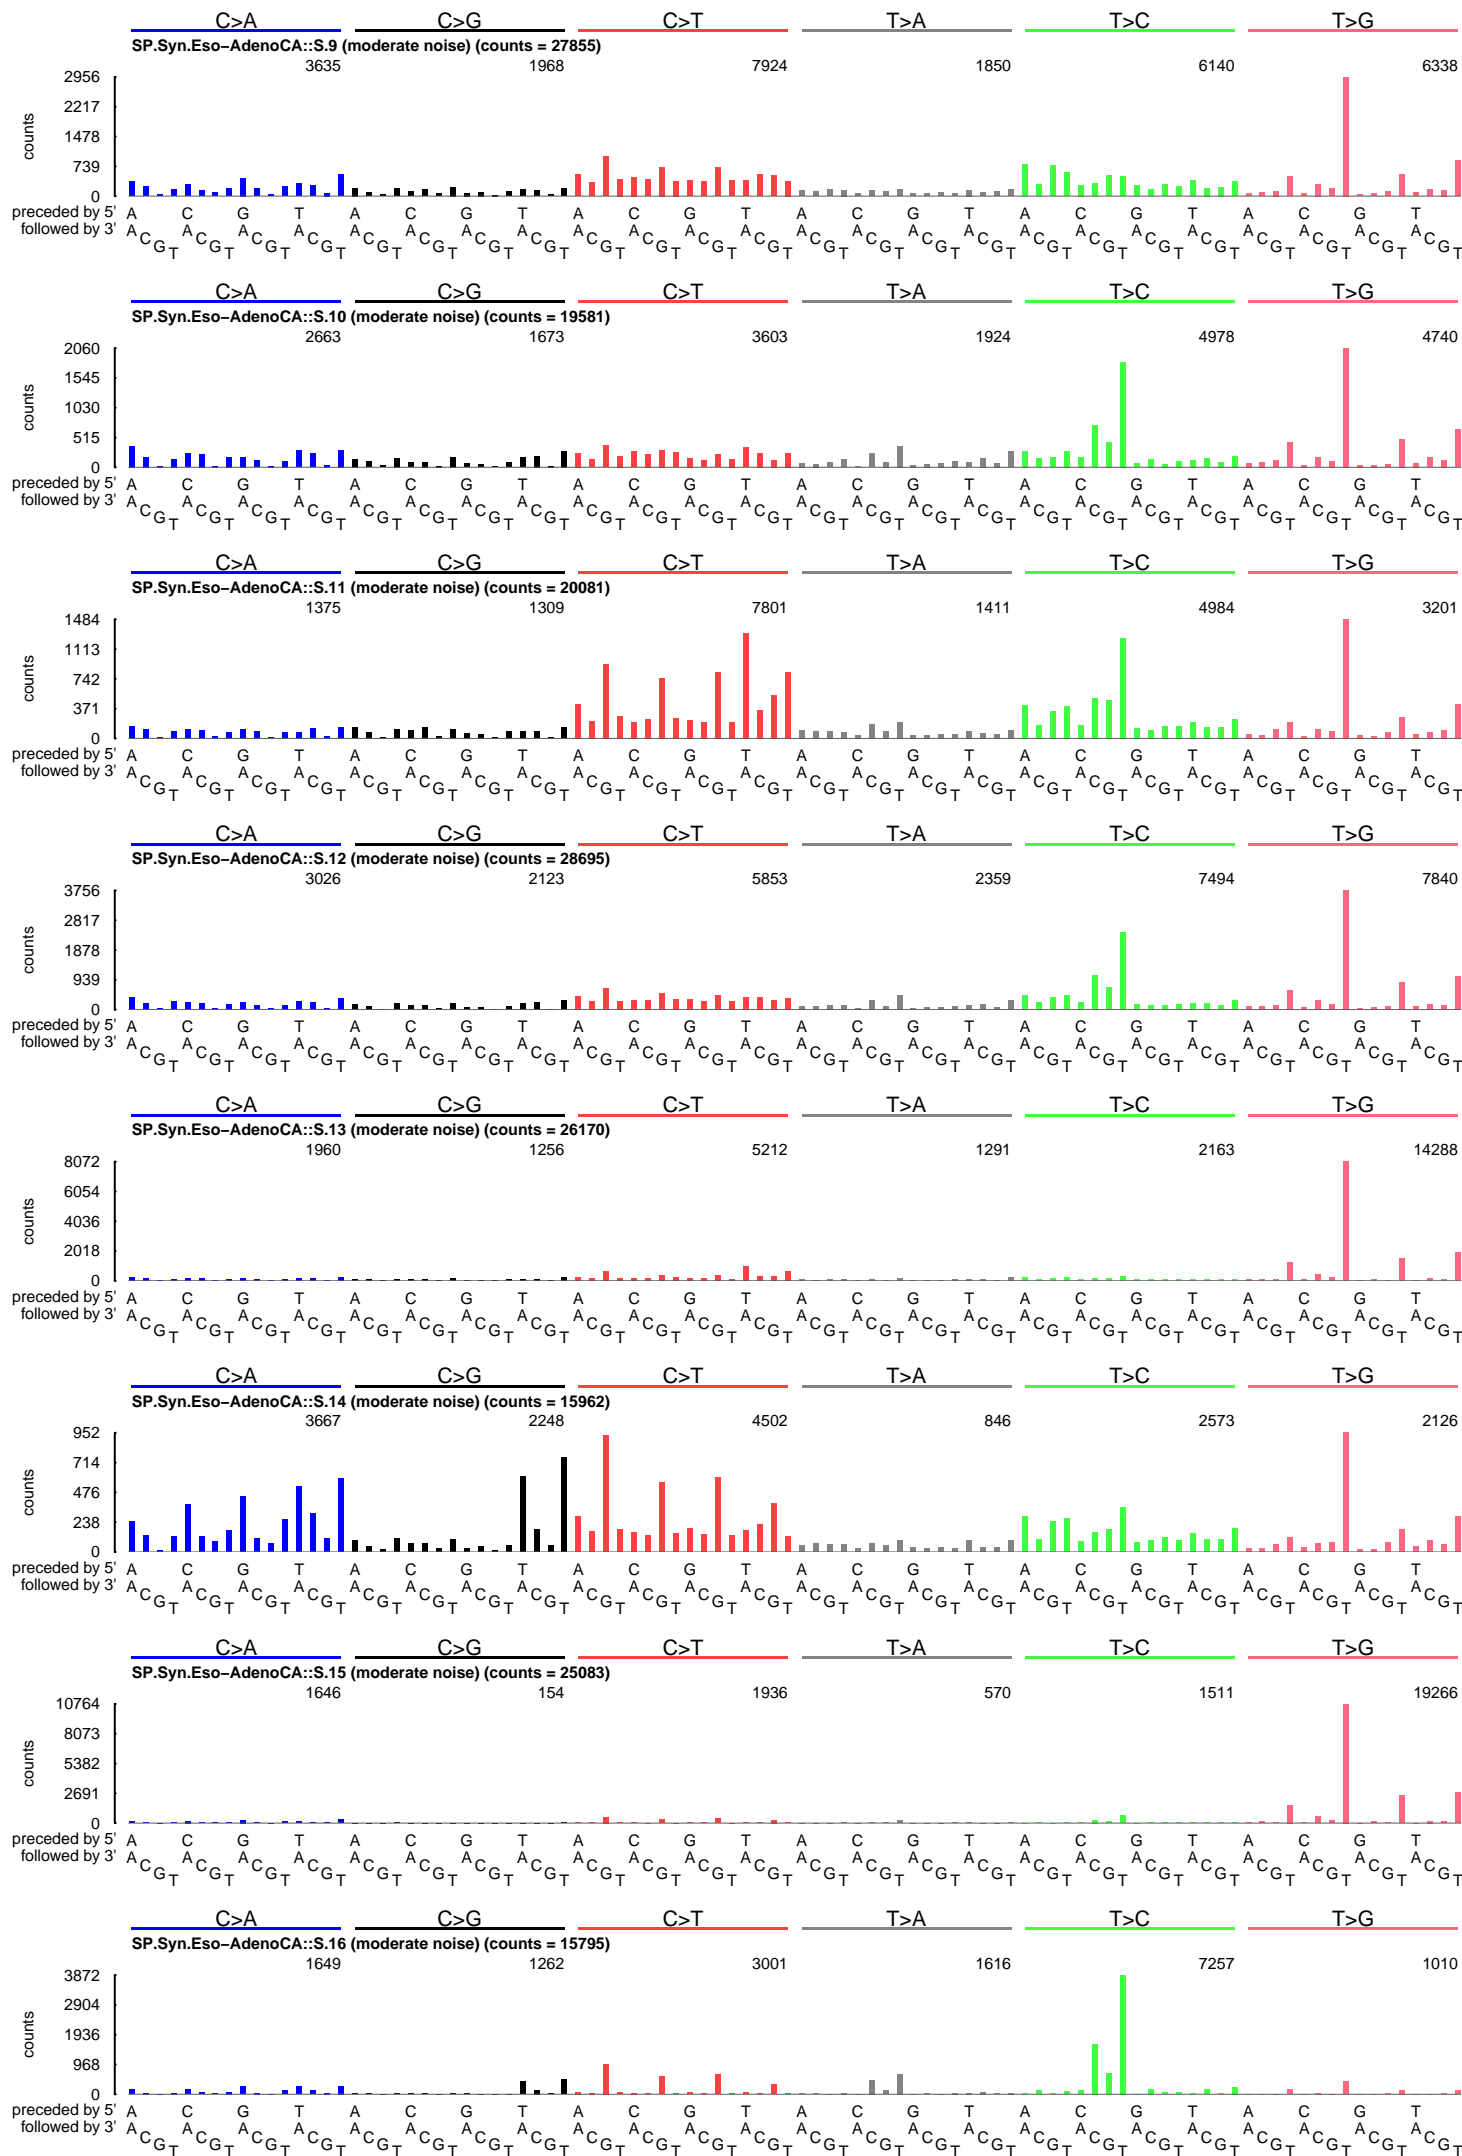 C>A C>G C>T T>A T>C T>G
SP.Syn.Eso−AdenoCA::S.9 (moderate noise) (counts = 27855)
3635 1968 7924 1850 6140 6338
2956
2217
1478
739
0
counts
preceded by 5' A C G T A C G T A C G T A C G T A C G T A C G T
followed by 3' A C G T A C G T A C G T A C G T A C G T A C G T A C G T A C G T A C G T A C G T A C G T A C G T A C G T A C G T A C G T A C G T A C G T A C G T A C G T A C G T A C G T A C G T A C G T A C G T
C>A C>G C>T T>A T>C T>G
SP.Syn.Eso−AdenoCA::S.10 (moderate noise) (counts = 19581)
2663 1673 3603 1924 4978 4740
2060
1545
1030
515
0
counts
preceded by 5' A C G T A C G T A C G T A C G T A C G T A C G T
followed by 3' A C G T A C G T A C G T A C G T A C G T A C G T A C G T A C G T A C G T A C G T A C G T A C G T A C G T A C G T A C G T A C G T A C G T A C G T A C G T A C G T A C G T A C G T A C G T A C G T
C>A C>G C>T T>A T>C T>G
SP.Syn.Eso−AdenoCA::S.11 (moderate noise) (counts = 20081)
1375 1309 7801 1411 4984 3201
1484
1113
742
371
0
counts
preceded by 5' A C G T A C G T A C G T A C G T A C G T A C G T
followed by 3' A C G T A C G T A C G T A C G T A C G T A C G T A C G T A C G T A C G T A C G T A C G T A C G T A C G T A C G T A C G T A C G T A C G T A C G T A C G T A C G T A C G T A C G T A C G T A C G T
C>A C>G C>T T>A T>C T>G
SP.Syn.Eso−AdenoCA::S.12 (moderate noise) (counts = 28695)
3026 2123 5853 2359 7494 7840
3756
2817
1878
939
0
counts
preceded by 5' A C G T A C G T A C G T A C G T A C G T A C G T
followed by 3' A C G T A C G T A C G T A C G T A C G T A C G T A C G T A C G T A C G T A C G T A C G T A C G T A C G T A C G T A C G T A C G T A C G T A C G T A C G T A C G T A C G T A C G T A C G T A C G T
C>A C>G C>T T>A T>C T>G
SP.Syn.Eso−AdenoCA::S.13 (moderate noise) (counts = 26170)
1960 1256 5212 1291 2163 14288
8072
6054
4036
2018
0
counts
preceded by 5' A C G T A C G T A C G T A C G T A C G T A C G T
followed by 3' A C G T A C G T A C G T A C G T A C G T A C G T A C G T A C G T A C G T A C G T A C G T A C G T A C G T A C G T A C G T A C G T A C G T A C G T A C G T A C G T A C G T A C G T A C G T A C G T
C>A C>G C>T T>A T>C T>G
SP.Syn.Eso−AdenoCA::S.14 (moderate noise) (counts = 15962)
3667 2248 4502 846 2573 2126
952
714
476
238
0
counts
preceded by 5' A C G T A C G T A C G T A C G T A C G T A C G T
followed by 3' A C G T A C G T A C G T A C G T A C G T A C G T A C G T A C G T A C G T A C G T A C G T A C G T A C G T A C G T A C G T A C G T A C G T A C G T A C G T A C G T A C G T A C G T A C G T A C G T
C>A C>G C>T T>A T>C T>G
SP.Syn.Eso−AdenoCA::S.15 (moderate noise) (counts = 25083)
1646 154 1936 570 1511 19266
10764
8073
5382
2691
0
counts
preceded by 5' A C G T A C G T A C G T A C G T A C G T A C G T
followed by 3' A C G T A C G T A C G T A C G T A C G T A C G T A C G T A C G T A C G T A C G T A C G T A C G T A C G T A C G T A C G T A C G T A C G T A C G T A C G T A C G T A C G T A C G T A C G T A C G T
C>A C>G C>T T>A T>C T>G
SP.Syn.Eso−AdenoCA::S.16 (moderate noise) (counts = 15795)
1649 1262 3001 1616 7257 1010
3872
2904
1936
968
0
counts
preceded by 5' A C G T A C G T A C G T A C G T A C G T A C G T
followed by 3' A C G T A C G T A C G T A C G T A C G T A C G T A C G T A C G T A C G T A C G T A C G T A C G T A C G T A C G T A C G T A C G T A C G T A C G T A C G T A C G T A C G T A C G T A C G T A C G T